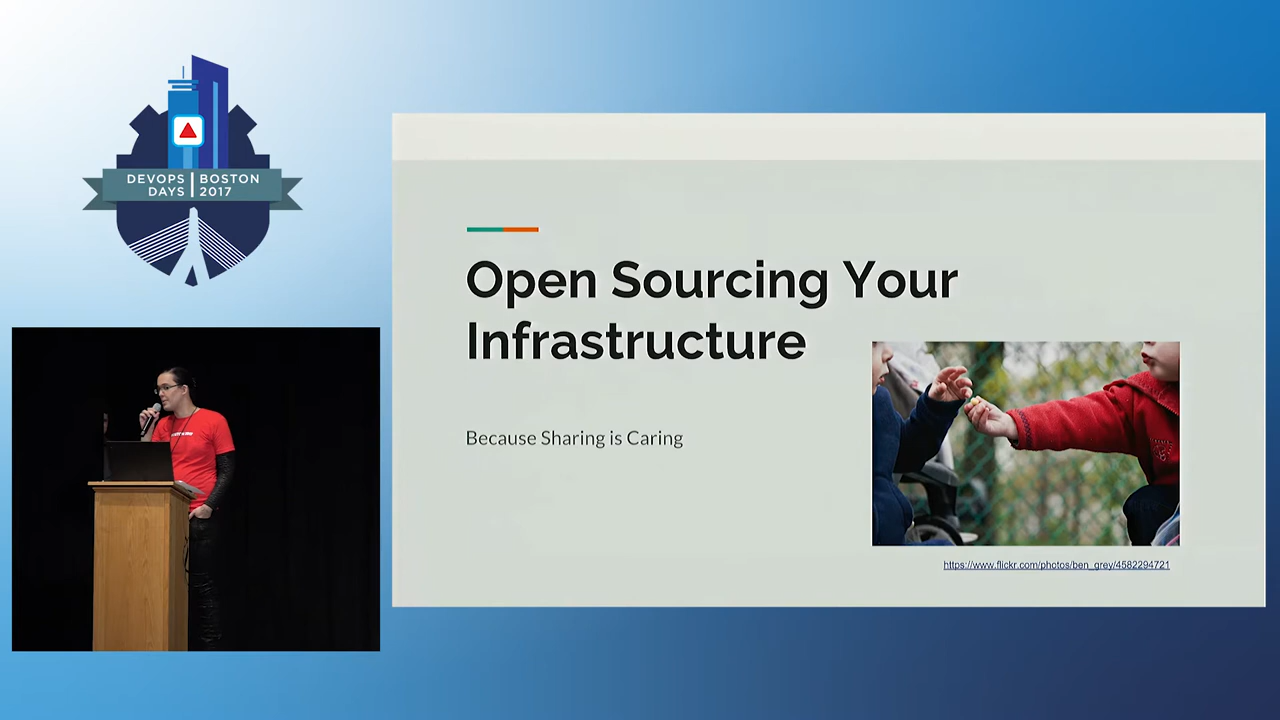 DEVOPS BOSTON
DAYS 2017
Open Sourcing Your
Infrastructure
Because Sharing is Caring
https://www.flickr.com/photos/ben_grey/4582294721